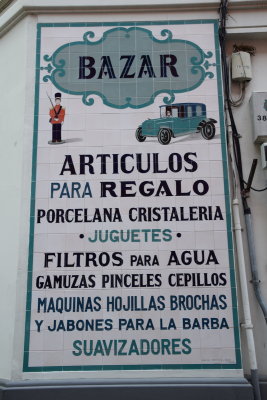 BAZAR
ARTICULOS
PARA REGALO
PORCELANA CRISTALERIA
· JUGUETES ·
FILTROS PARA AGUA
GAMUZAS PINCELES CEPILLOS
MAQUINAS HOJILLAS BROCHAS
Y JABONES PARA LA BARBA
SUAVIZADORES